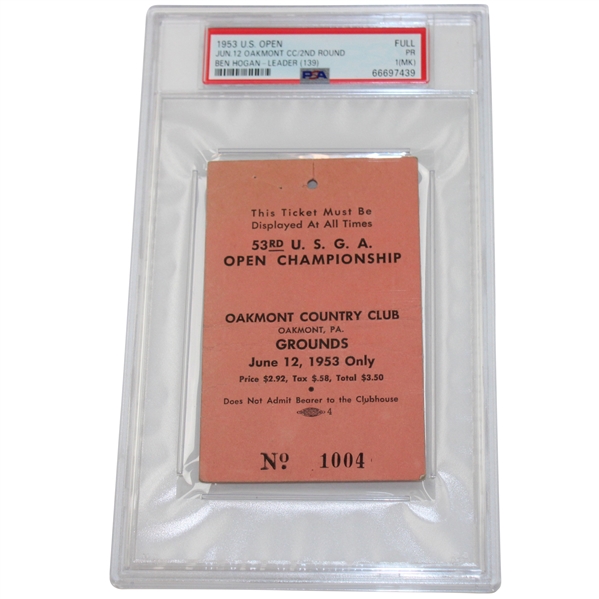 1953 U.S. OPEN FULL
JUN.12 OAKMONT CC/2ND ROUND PR
BEN HOGAN - LEADER (139) 1(MK)
PSA 66697439
This Ticket Must Be
Displayed At All Times
53RD U. S. G. A.
OPEN CHAMPIONSHIP
OAKMONT COUNTRY CLUB
OAKMONT, PA.
GROUNDS
June 12, 1953 Only
Price $2.92, Tax $.58, Total $3.50
Does Not Admit Bearer to the Clubhouse
4
Nº 1004